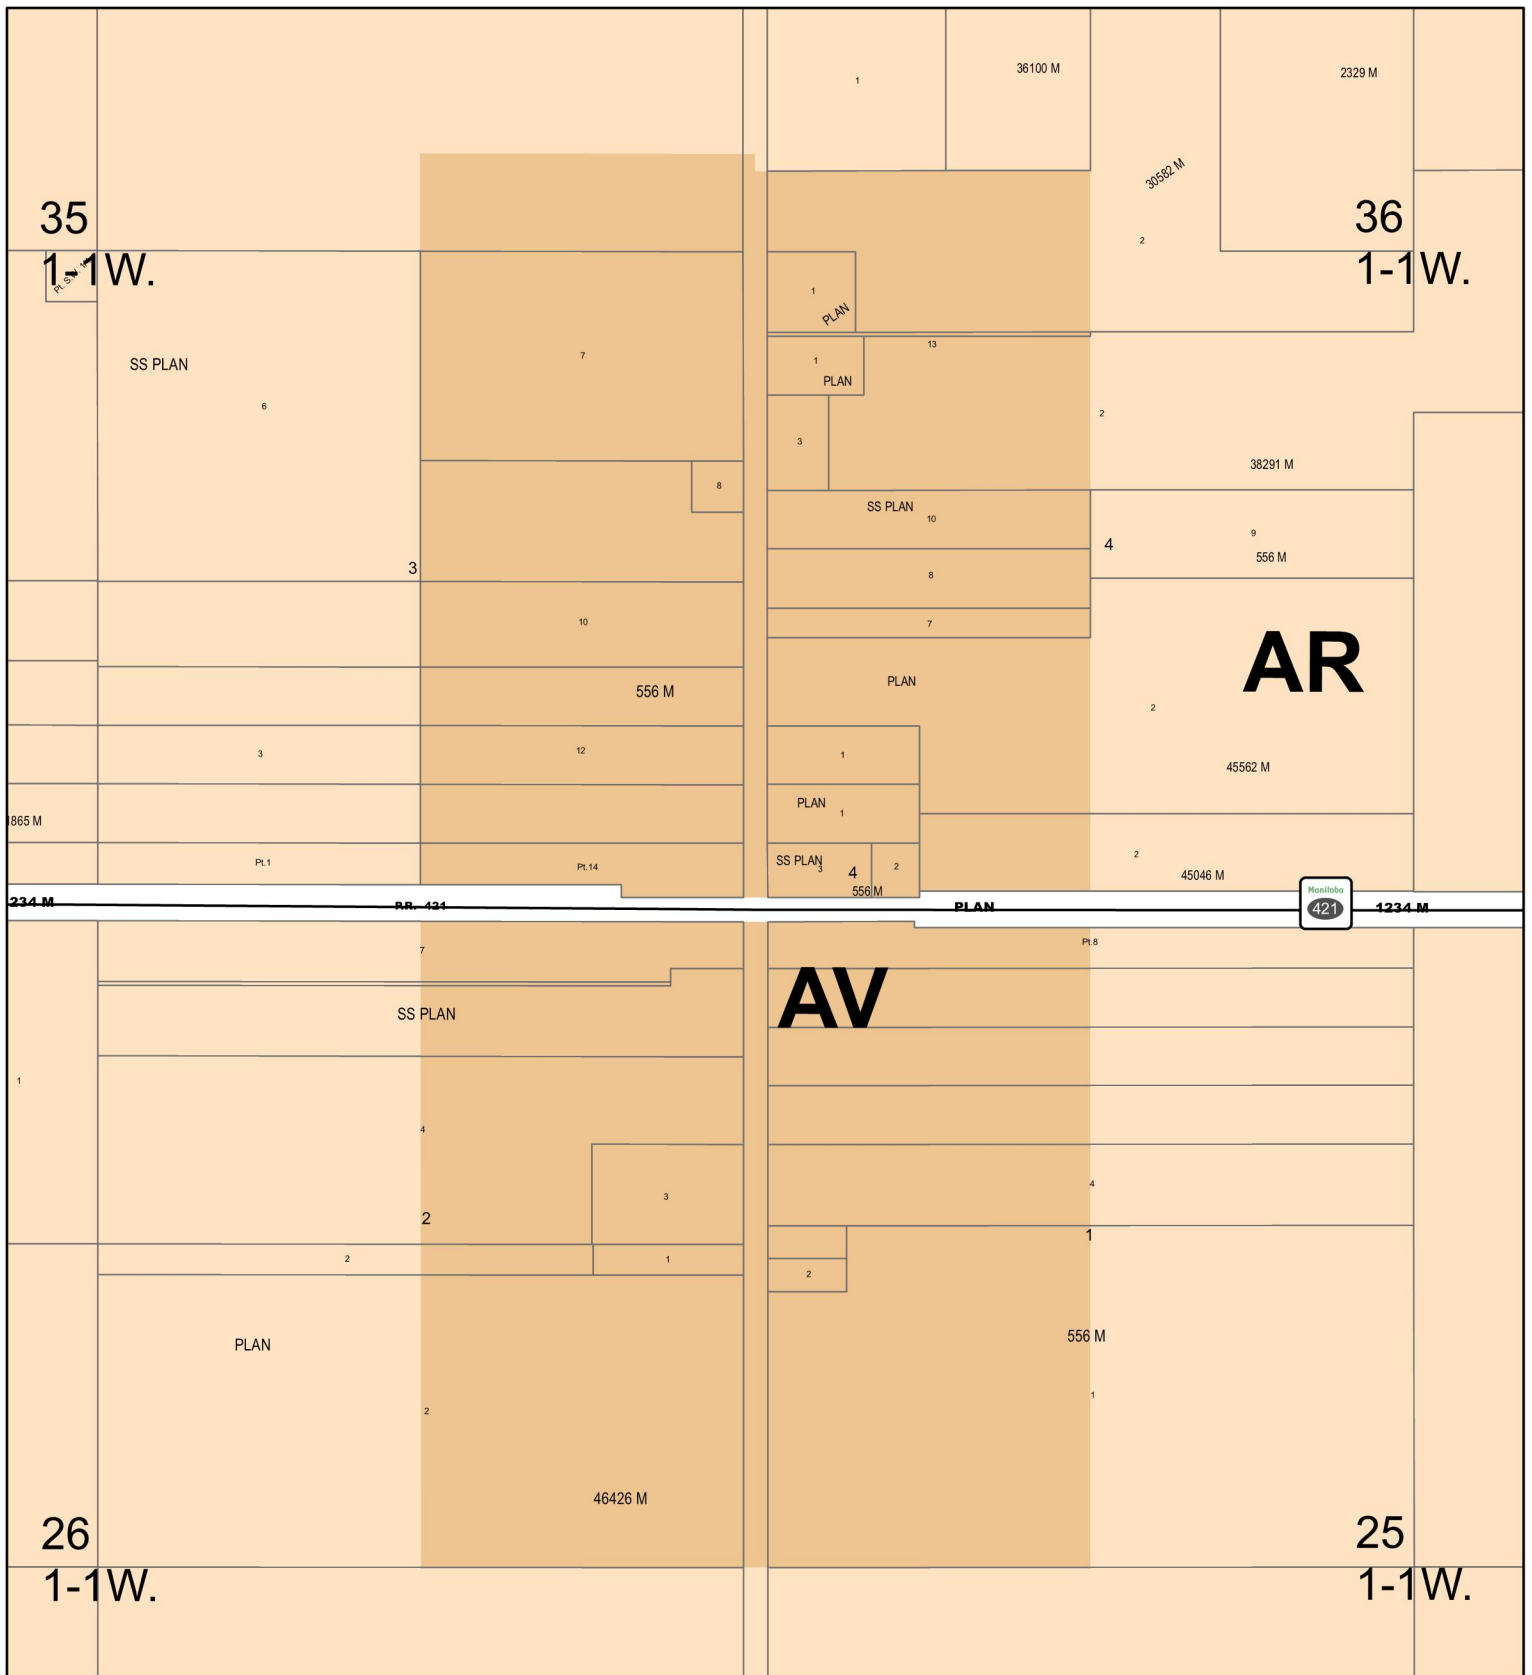 1
36100 M
2329 M
30582 M
35
1-1W.
36
1-1W.
2
1
PLAN
SS PLAN
6
7
13
1
PLAN
2
3
38291 M
8
SS PLAN
10
9
556 M
4
3
8
10
7
AR
PLAN
556 M
2
3
12
1
45562 M
PLAN
1
1865 M
Pt.1
Pt.14
SS PLAN
3
4
2
556 M
2
45046 M
Manitoba
421
234 M
R.R. 421
PLAN
1234 M
7
Pt.8
AV
SS PLAN
1
4
3
4
2
1
2
1
2
PLAN
556 M
1
2
46426 M
26
1-1W.
25
1-1W.